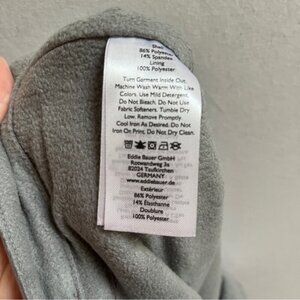 Shell
86% Polyester
14% Spandex
Lining
100% Polyester
Turn Garment Inside Out.
Machine Wash Warm With Like
Colors. Use Mild Detergent.
Do Not Bleach. Do Not Use
Fabric Softeners. Tumble Dry
Low. Remove Promptly
Cool Iron As Desired. Do Not
Iron On Print. Do Not Dry Clean.
Eddie Bauer GmbH
Rotwandweg 3a
82024 Taufkirchen
GERMANY
www.eddiebauer.de
Extérieur
86% Polyester
14% Élasthanne
Doublure
100% Polyester